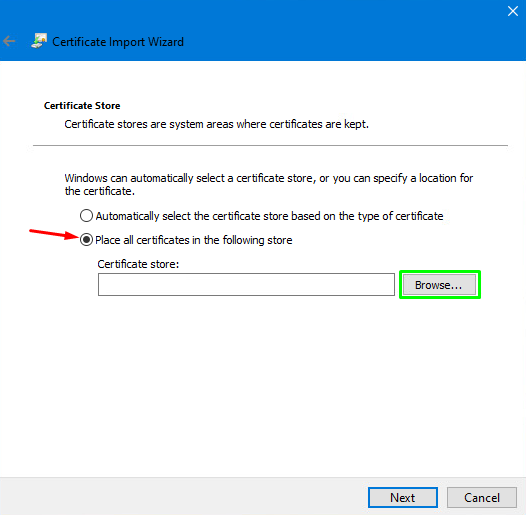 Certificate Import Wizard
Certificate Store
Certificate stores are system areas where certificates are kept.
Windows can automatically select a certificate store, or you can specify a location for
the certificate.
Automatically select the certificate store based on the type of certificate
Place all certificates in the following store
Certificate store:
Browse...
Next
Cancel